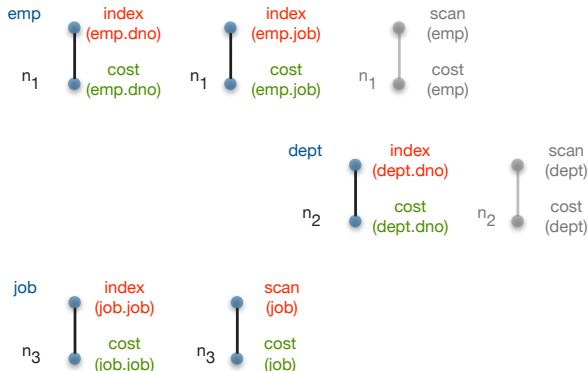 emp index index scan
(emp.dno) (emp.job) (emp)
n1 cost n1 cost n1 cost
(emp.dno) (emp.job) (emp)
dept index scan
(dept.dno) (dept)
n2 cost n2 cost
(dept.dno) (dept)
job index scan
(job.job) (job)
n3 cost n3 cost
(job.job) (job)